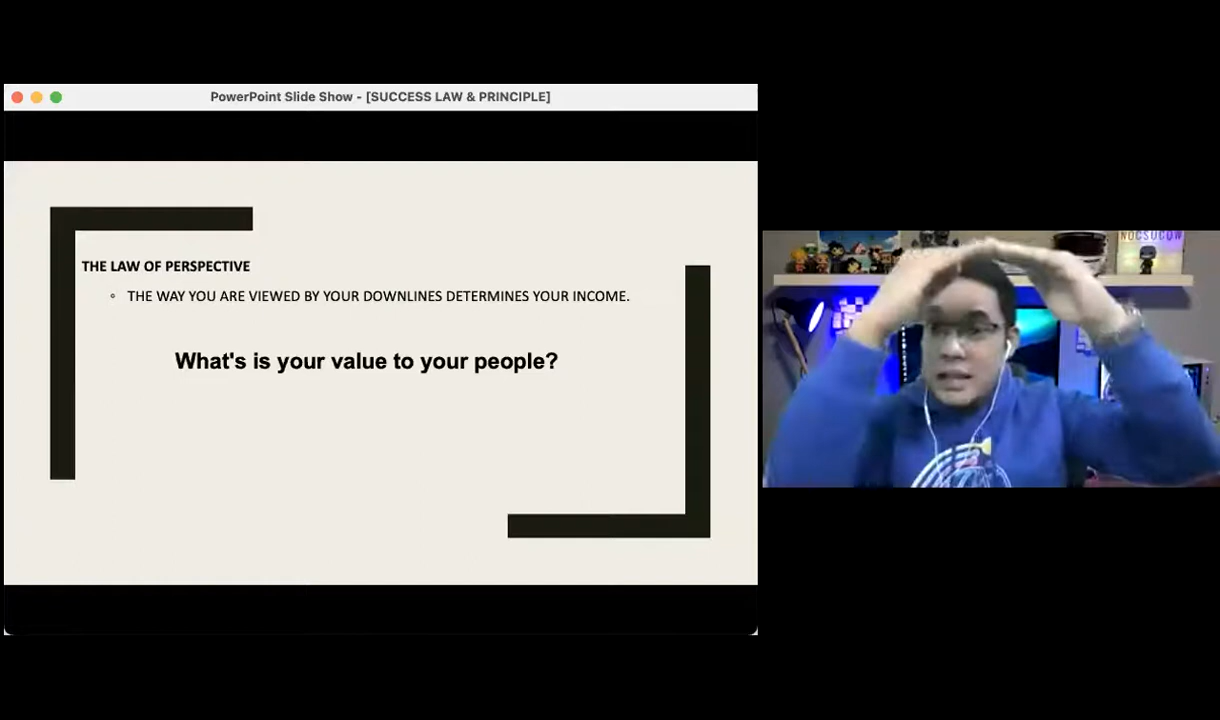 PowerPoint Slide Show - [SUCCESS LAW & PRINCIPLE]
THE LAW OF PERSPECTIVE
◦ THE WAY YOU ARE VIEWED BY YOUR DOWNLINES DETERMINES YOUR INCOME.
What's is your value to your people?
NOCSUCOW